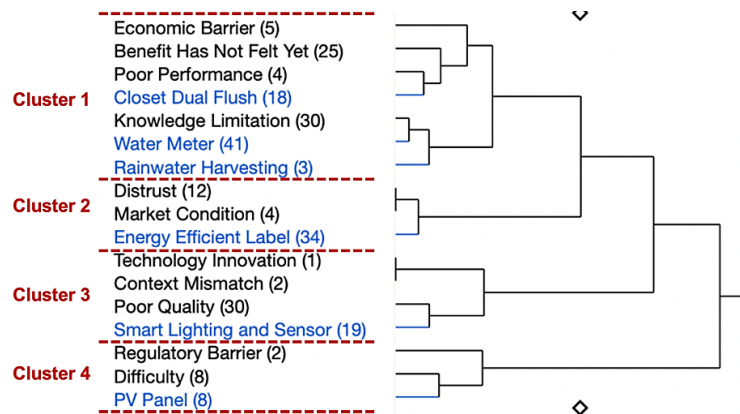 Economic Barrier (5)
Benefit Has Not Felt Yet (25)
Poor Performance (4)
Cluster 1
Closet Dual Flush (18)
Knowledge Limitation (30)
Water Meter (41)
Rainwater Harvesting (3)
Distrust (12)
Cluster 2
Market Condition (4)
Energy Efficient Label (34)
Technology Innovation (1)
Context Mismatch (2)
Cluster 3
Poor Quality (30)
Smart Lighting and Sensor (19)
Regulatory Barrier (2)
Cluster 4
Difficulty (8)
PV Panel (8)